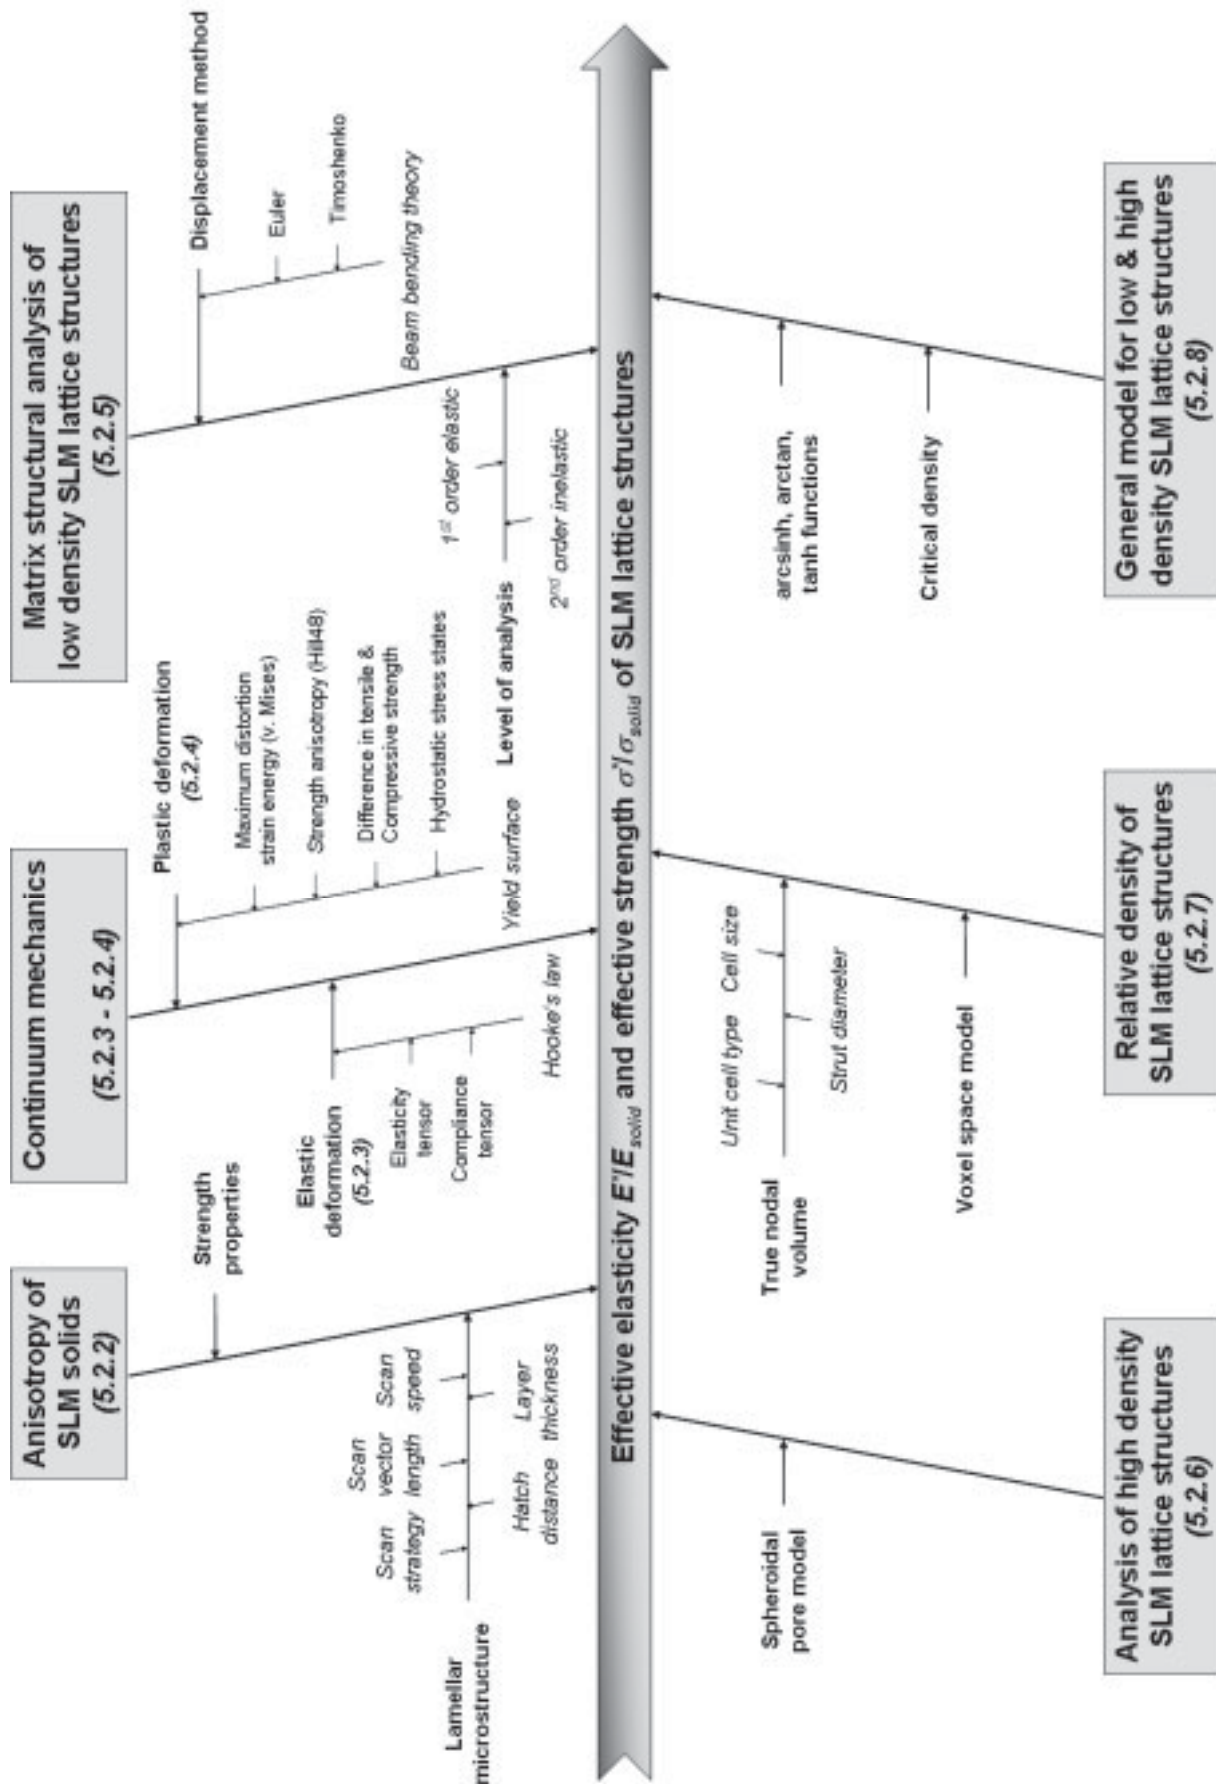 Anisotropy of
SLM solids
(5.2.2)
Strength
properties
Lamellar
microstructure
Scan
strategy
Scan
vector
length
Scan
speed
Hatch
distance
Layer
thickness
Continuum mechanics
(5.2.3 - 5.2.4)
Plastic deformation
(5.2.4)
Maximum distortion
strain energy (v. Mises)
Strength anisotropy (Hill48)
Difference in tensile &
Compressive strength
Hydrostatic stress states
Yield surface
Elastic
deformation
(5.2.3)
Elasticity
tensor
Compliance
tensor
Hooke's law
Matrix structural analysis of
low density SLM lattice structures
(5.2.5)
Displacement method
Euler
Timoshenko
Beam bending theory
1st order elastic
Level of analysis
2nd order inelastic
Effective elasticity E*/Esolid and effective strength σ*/σsolid of SLM lattice structures
Spheroidal
pore model
Analysis of high density
SLM lattice structures
(5.2.6)
Unit cell type
Cell size
True nodal
volume
Strut diameter
Voxel space model
Relative density of
SLM lattice structures
(5.2.7)
arcsinh, arctan,
tanh functions
Critical density
General model for low & high
density SLM lattice structures
(5.2.8)